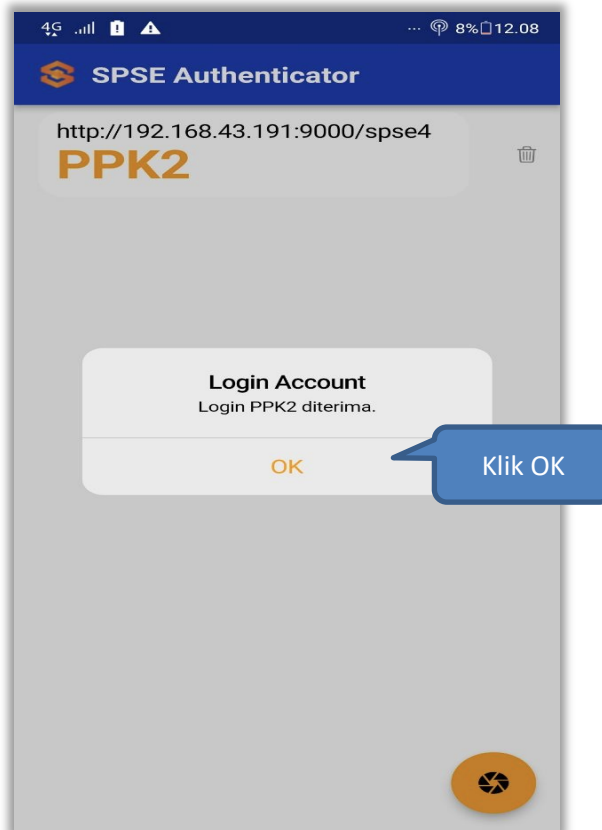 4G ... 8% 12.08
SPSE Authenticator
http://192.168.43.191:9000/spse4
PPK2
Login Account
Login PPK2 diterima.
OK
Klik OK